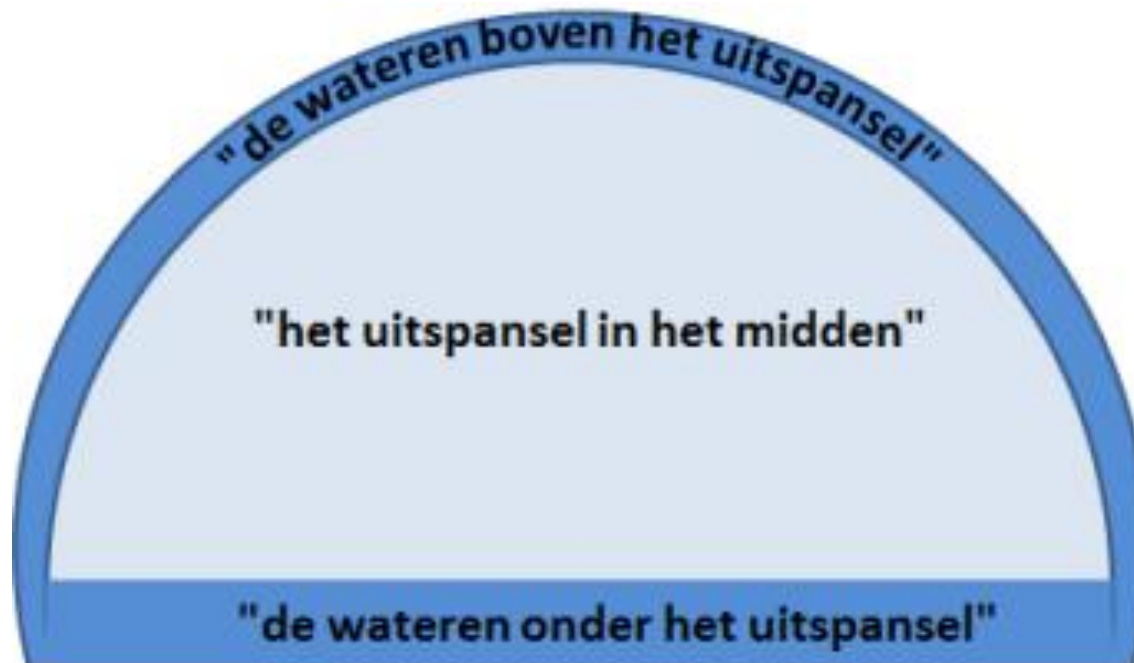 "de wateren boven het uitspansel"
"het uitspansel in het midden"
"de wateren onder het uitspansel"